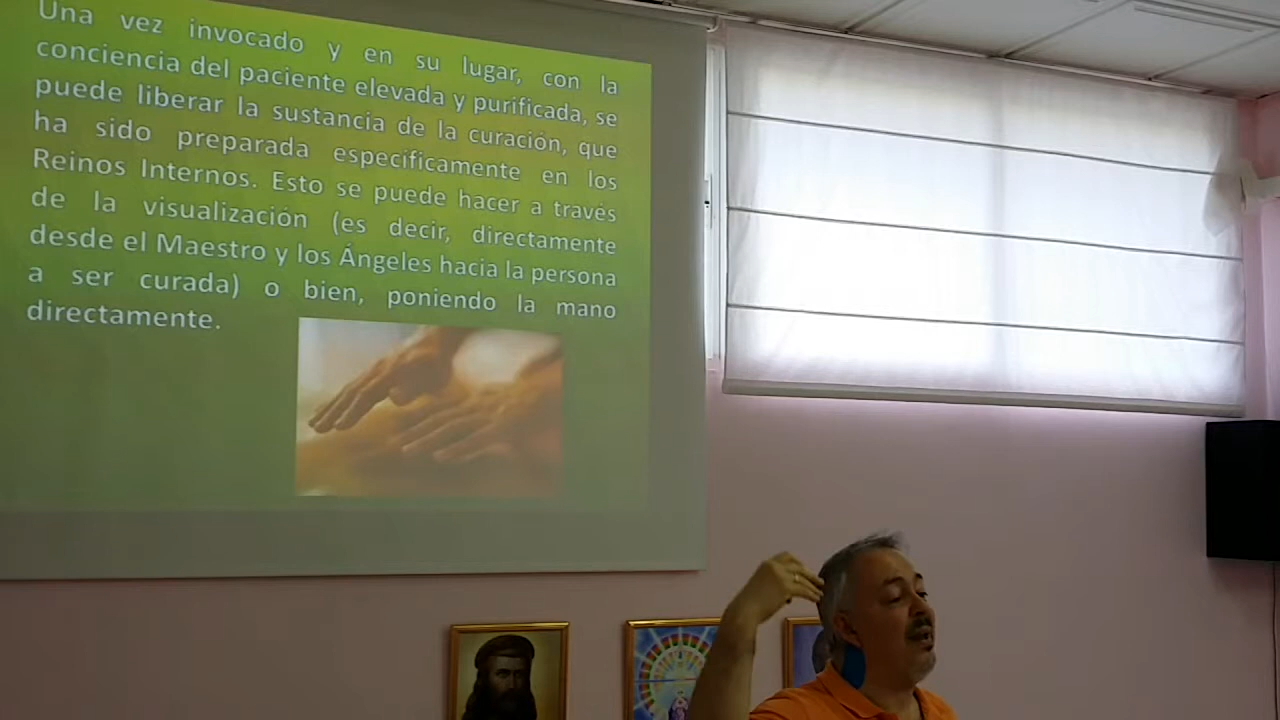 Una vez invocado y en su lugar, con la
conciencia del paciente elevada y purificada, se
puede liberar la sustancia de la curación, que
ha sido preparada específicamente en los
Reinos Internos. Esto se puede hacer a través
de la visualización (es decir, directamente
desde el Maestro y los Ángeles hacia la persona
a ser curada) o bien, poniendo la mano
directamente.